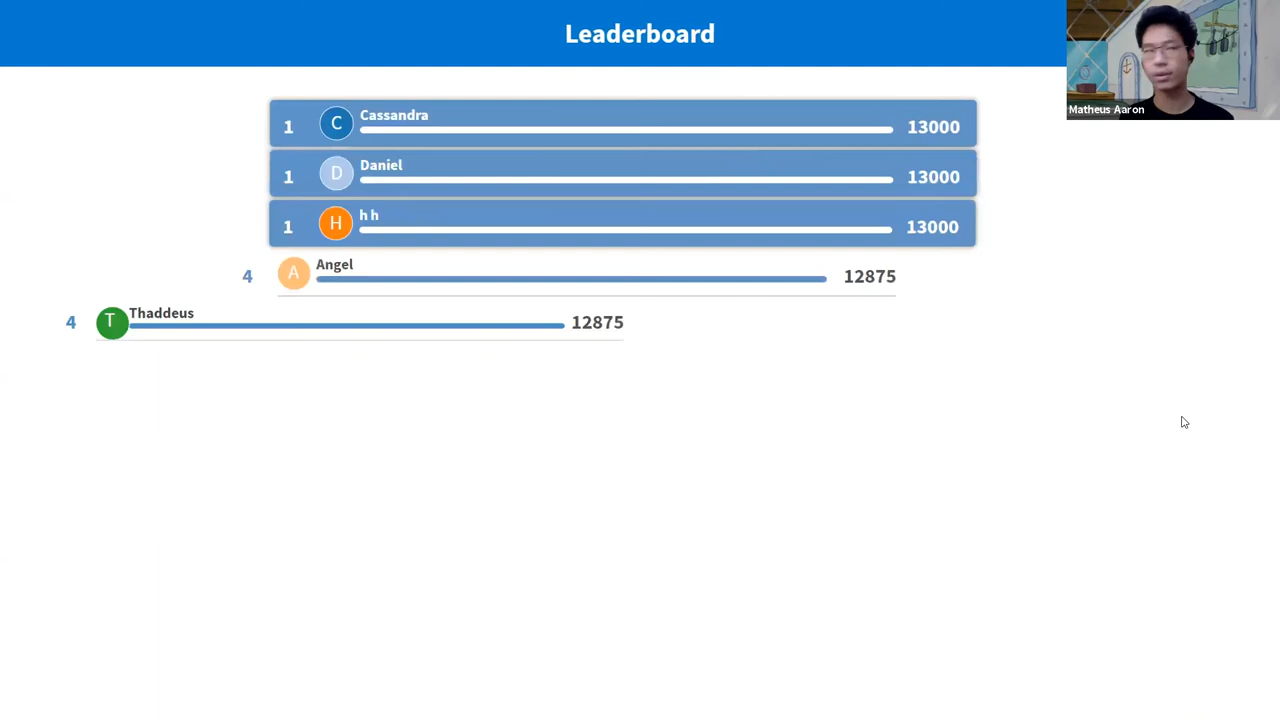 Leaderboard
Matheus Aaron
1 C Cassandra 13000
1 D Daniel 13000
1 H h h 13000
4 A Angel 12875
4 T Thaddeus 12875